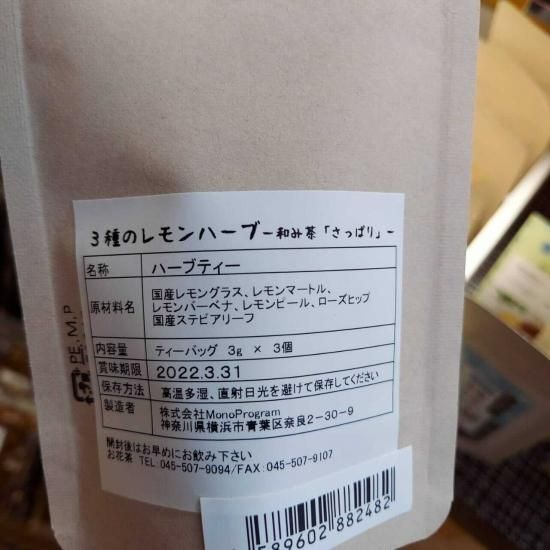 3種のレモンハーブ-和み茶「さっぱり」-
名称 ハーブティー
原材料名 国産レモングラス、レモンマートル、
レモンバーベナ、レモンピール、ローズヒップ
国産ステビアリーフ
内容量 ティーバッグ 3g × 3個
賞味期限 2022.3.31
保存方法 高温多湿、直射日光を避けて保存してください
製造者 株式会社MonoProgram
神奈川県横浜市青葉区奈良2-30-9
開封後はお早めにお飲み下さい
お花茶 TEL:045-507-9094/FAX:045-507-9107
589602 882482
PE,M,P